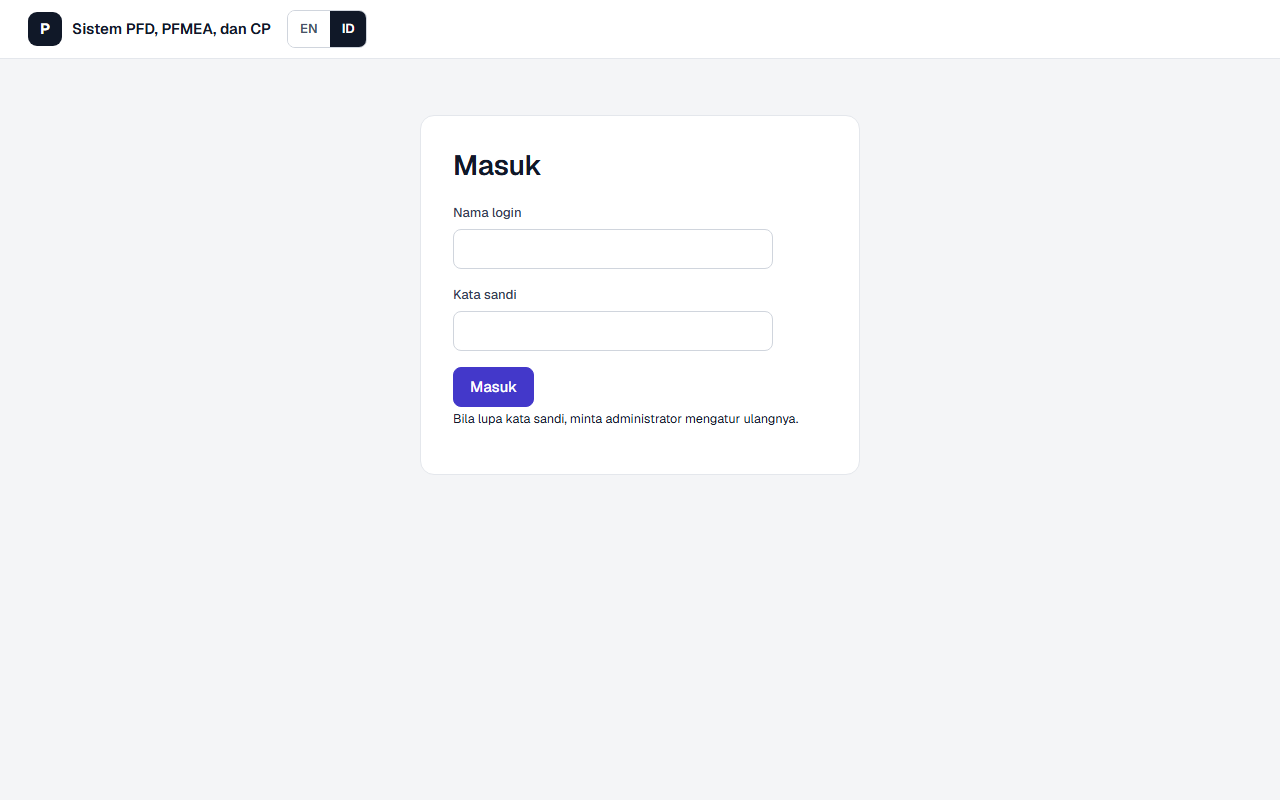 P
Sistem PFD, PFMEA, dan CP
EN
ID
Masuk
Nama login
Kata sandi
Masuk
Bila lupa kata sandi, minta administrator mengatur ulangnya.